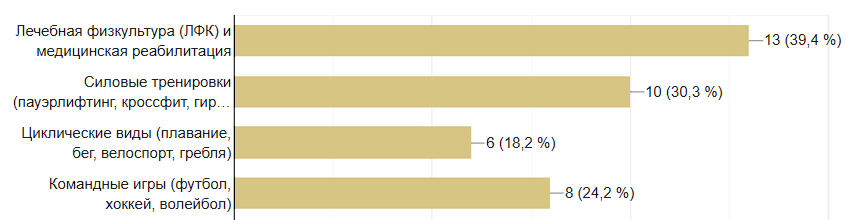 Лечебная физкультура (ЛФК) и
медицинская реабилитация
13 (39,4 %)
Силовые тренировки
(пауэрлифтинг, кроссфит, гир…
10 (30,3 %)
Циклические виды (плавание,
бег, велоспорт, гребля)
6 (18,2 %)
Командные игры (футбол,
хоккей, волейбол)
8 (24,2 %)